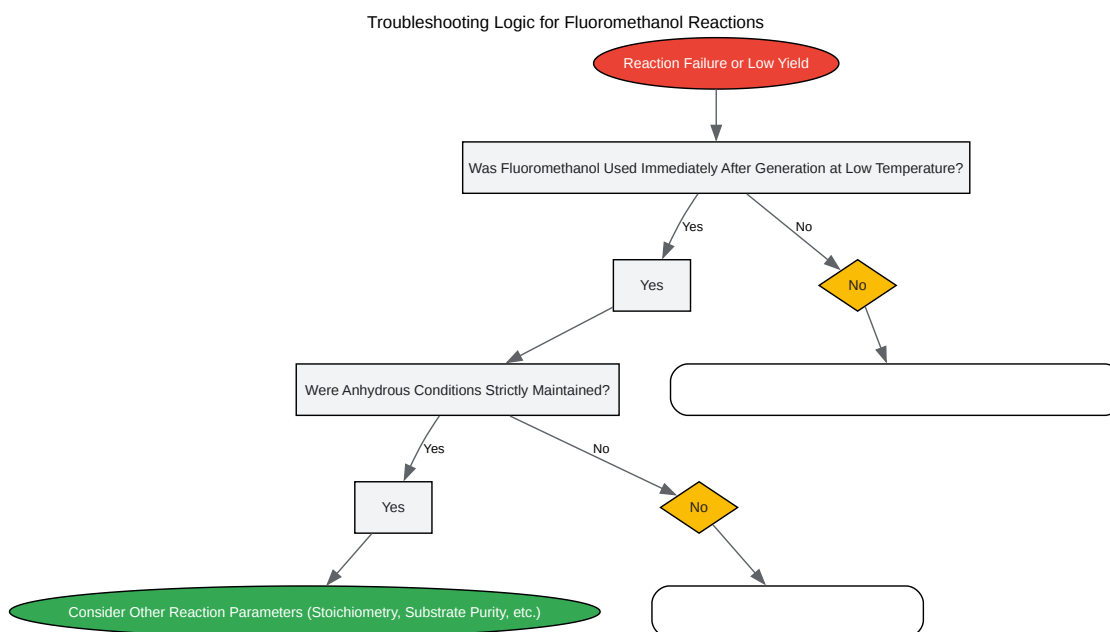 Troubleshooting Logic for Fluoromethanol Reactions
Reaction Failure or Low Yield
Was Fluoromethanol Used Immediately After Generation at Low Temperature?
Yes
No
Yes
No
Were Anhydrous Conditions Strictly Maintained?
Yes
No
Yes
No
Consider Other Reaction Parameters (Stoichiometry, Substrate Purity, etc.)